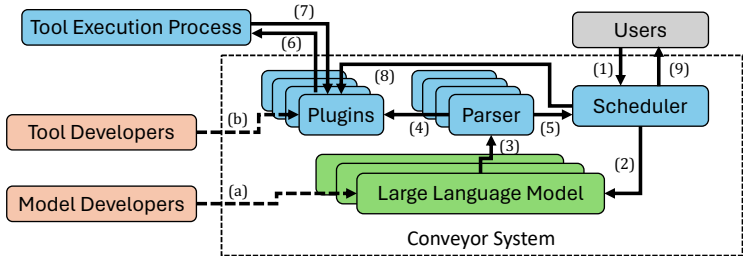 Tool Execution Process
(7)
(6)
Users
(1)
(9)
(8)
Plugins
Parser
Scheduler
Tool Developers
(b)
(4)
(5)
(3)
(2)
Model Developers
(a)
Large Language Model
Conveyor System